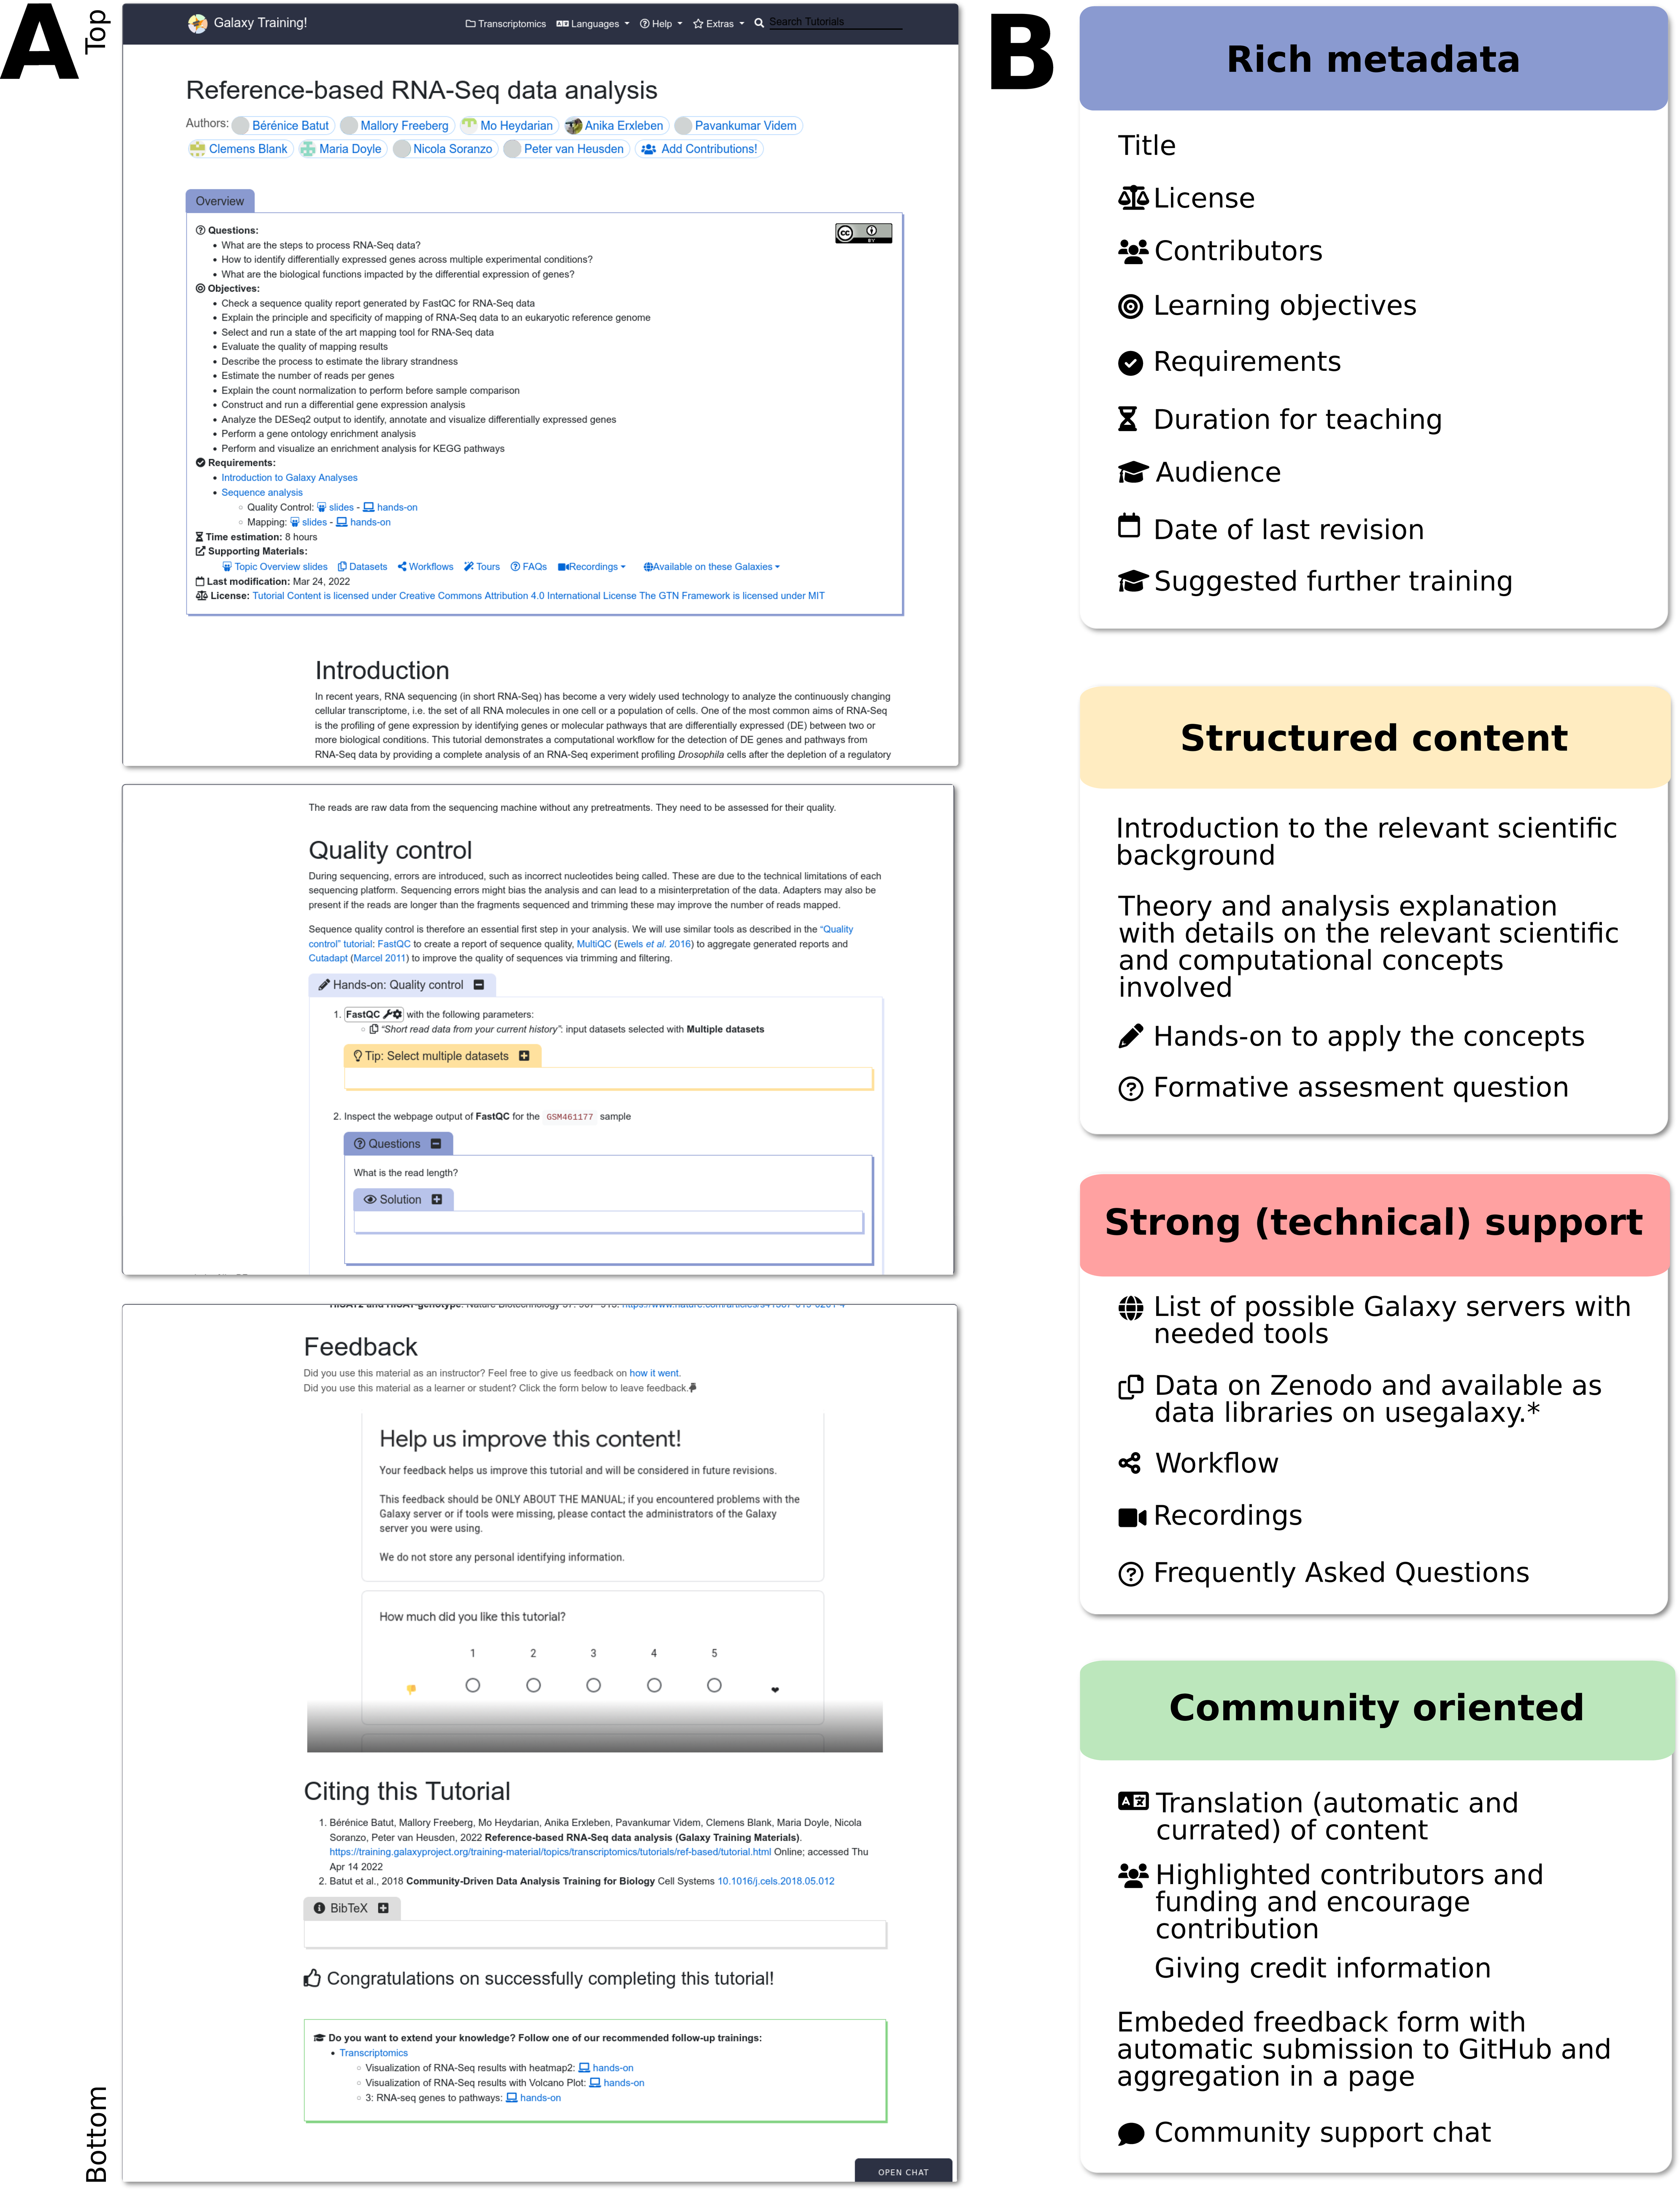 A
Top
Galaxy Training!
Transcriptomics
Languages
Help
Extras
Search Tutorials
Reference-based RNA-Seq data analysis
Authors: Bérénice Batut Mallory Freeberg Mo Heydarian Anika Erxleben Pavankumar Videm
Clemens Blank Maria Doyle Nicola Soranzo Peter van Heusden Add Contributions!
Overview
CC BY
Questions:
What are the steps to process RNA-Seq data?
How to identify differentially expressed genes across multiple experimental conditions?
What are the biological functions impacted by the differential expression of genes?
Objectives:
Check a sequence quality report generated by FastQC for RNA-Seq data
Explain the principle and specificity of mapping of RNA-Seq data to an eukaryotic reference genome
Select and run a state of the art mapping tool for RNA-Seq data
Evaluate the quality of mapping results
Describe the process to estimate the library strandness
Estimate the number of reads per genes
Explain the count normalization to perform before sample comparison
Construct and run a differential gene expression analysis
Analyze the DESeq2 output to identify, annotate and visualize differentially expressed genes
Perform a gene ontology enrichment analysis
Perform and visualize an enrichment analysis for KEGG pathways
Requirements:
Introduction to Galaxy Analyses
Sequence analysis
Quality Control: slides - hands-on
Mapping: slides - hands-on
Time estimation: 8 hours
Supporting Materials:
Topic Overview slides Datasets Workflows Tours FAQs Recordings Available on these Galaxies
Last modification: Mar 24, 2022
License: Tutorial Content is licensed under Creative Commons Attribution 4.0 International License The GTN Framework is licensed under MIT
Introduction
In recent years, RNA sequencing (in short RNA-Seq) has become a very widely used technology to analyze the continuously changing
cellular transcriptome, i.e. the set of all RNA molecules in one cell or a population of cells. One of the most common aims of RNA-Seq
is the profiling of gene expression by identifying genes or molecular pathways that are differentially expressed (DE) between two or
more biological conditions. This tutorial demonstrates a computational workflow for the detection of DE genes and pathways from
RNA-Seq data by providing a complete analysis of an RNA-Seq experiment profiling Drosophila cells after the depletion of a regulatory
The reads are raw data from the sequencing machine without any pretreatments. They need to be assessed for their quality.
Quality control
During sequencing, errors are introduced, such as incorrect nucleotides being called. These are due to the technical limitations of each
sequencing platform. Sequencing errors might bias the analysis and can lead to a misinterpretation of the data. Adapters may also be
present if the reads are longer than the fragments sequenced and trimming these may improve the number of reads mapped.
Sequence quality control is therefore an essential first step in your analysis. We will use similar tools as described in the “Quality
control” tutorial: FastQC to create a report of sequence quality, MultiQC (Ewels et al. 2016) to aggregate generated reports and
Cutadapt (Marcel 2011) to improve the quality of sequences via trimming and filtering.
Hands-on: Quality control
1. FastQC with the following parameters:
“Short read data from your current history”: input datasets selected with Multiple datasets
Tip: Select multiple datasets
2. Inspect the webpage output of FastQC for the GSM461177 sample
Questions
What is the read length?
Solution
Feedback
Did you use this material as an instructor? Feel free to give us feedback on how it went.
Did you use this material as a learner or student? Click the form below to leave feedback.
Help us improve this content!
Your feedback helps us improve this tutorial and will be considered in future revisions.
This feedback should be ONLY ABOUT THE MANUAL; if you encountered problems with the
Galaxy server or if tools were missing, please contact the administrators of the Galaxy
server you were using.
We do not store any personal identifying information.
How much did you like this tutorial?
1 2 3 4 5
Citing this Tutorial
1. Bérénice Batut, Mallory Freeberg, Mo Heydarian, Anika Erxleben, Pavankumar Videm, Clemens Blank, Maria Doyle, Nicola
Soranzo, Peter van Heusden, 2022 Reference-based RNA-Seq data analysis (Galaxy Training Materials).
https://training.galaxyproject.org/training-material/topics/transcriptomics/tutorials/ref-based/tutorial.html Online; accessed Thu
Apr 14 2022
2. Batut et al., 2018 Community-Driven Data Analysis Training for Biology Cell Systems 10.1016/j.cels.2018.05.012
BibTeX
Congratulations on successfully completing this tutorial!
Do you want to extend your knowledge? Follow one of our recommended follow-up trainings:
Transcriptomics
Visualization of RNA-Seq results with heatmap2: hands-on
Visualization of RNA-Seq results with Volcano Plot: hands-on
3: RNA-seq genes to pathways: hands-on
OPEN CHAT
Bottom
B
Rich metadata
Title
License
Contributors
Learning objectives
Requirements
Duration for teaching
Audience
Date of last revision
Suggested further training
Structured content
Introduction to the relevant scientific
background
Theory and analysis explanation
with details on the relevant scientific
and computational concepts
involved
Hands-on to apply the concepts
Formative assesment question
Strong (technical) support
List of possible Galaxy servers with
needed tools
Data on Zenodo and available as
data libraries on usegalaxy.*
Workflow
Recordings
Frequently Asked Questions
Community oriented
Translation (automatic and
currated) of content
Highlighted contributors and
funding and encourage
contribution
Giving credit information
Embeded freedback form with
automatic submission to GitHub and
aggregation in a page
Community support chat